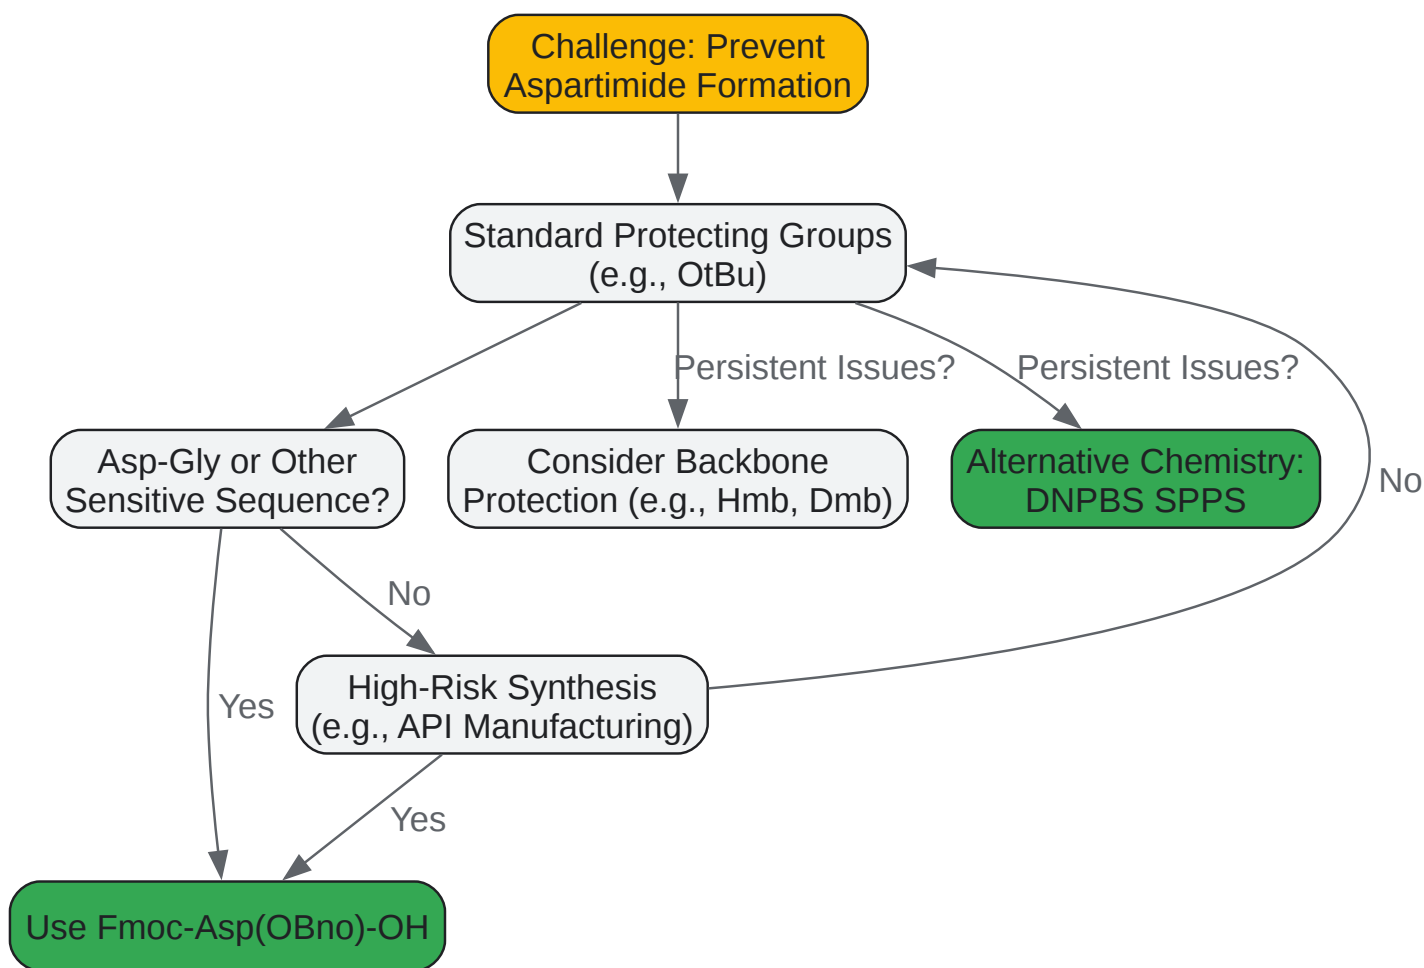 Challenge: Prevent
Aspartimide Formation
Standard Protecting Groups
(e.g., OtBu)
Persistent Issues?
Persistent Issues?
Asp-Gly or Other
Sensitive Sequence?
Consider Backbone
Protection (e.g., Hmb, Dmb)
Alternative Chemistry:
DNPBS SPPS
No
No
High-Risk Synthesis
(e.g., API Manufacturing)
Yes
Yes
Use Fmoc-Asp(OBno)-OH